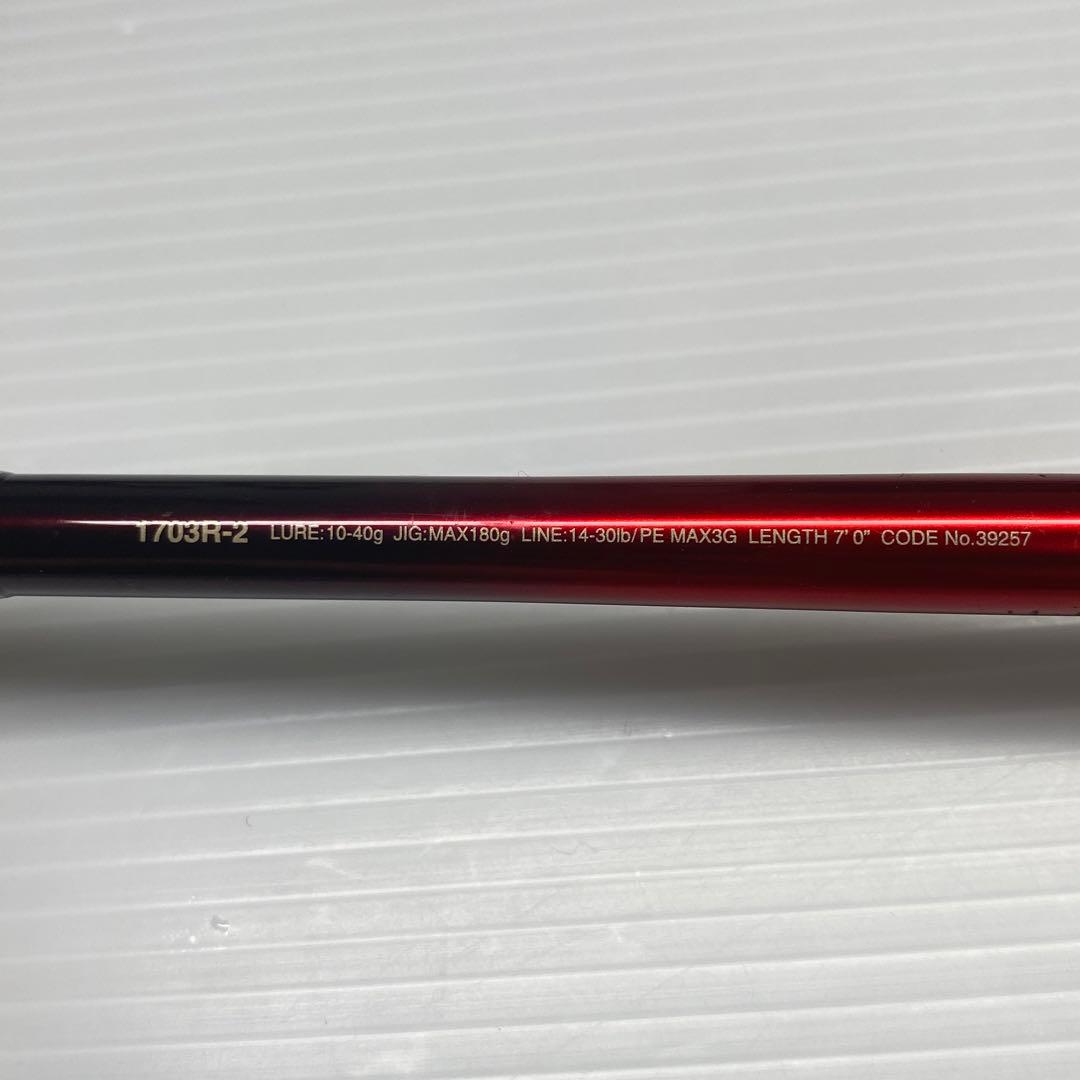 1703R-2 LURE:10-40g JIG:MAX180g LINE:14-30lb/PE MAX3G LENGTH 7' 0" CODE No.39257